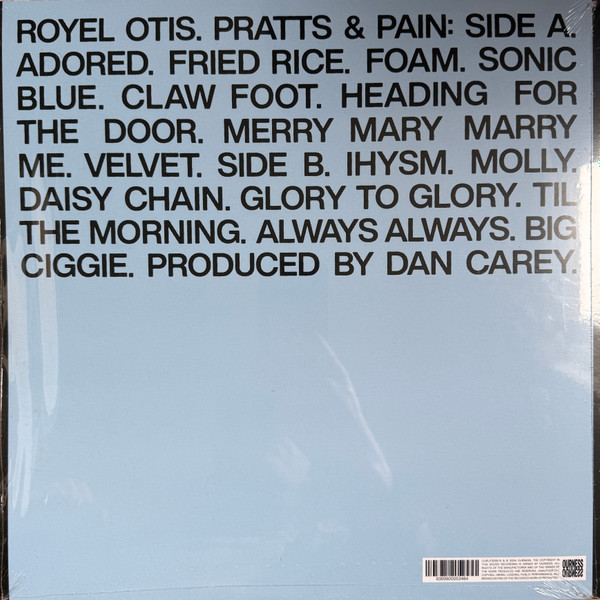 ROYEL OTIS. PRATTS & PAIN: SIDE A.
ADORED. FRIED RICE. FOAM. SONIC
BLUE. CLAW FOOT. HEADING FOR
THE DOOR. MERRY MARY MARRY
ME. VELVET. SIDE B. IHYSM. MOLLY.
DAISY CHAIN. GLORY TO GLORY. TIL
THE MORNING. ALWAYS ALWAYS. BIG
CIGGIE. PRODUCED BY DAN CAREY.
OURNESS